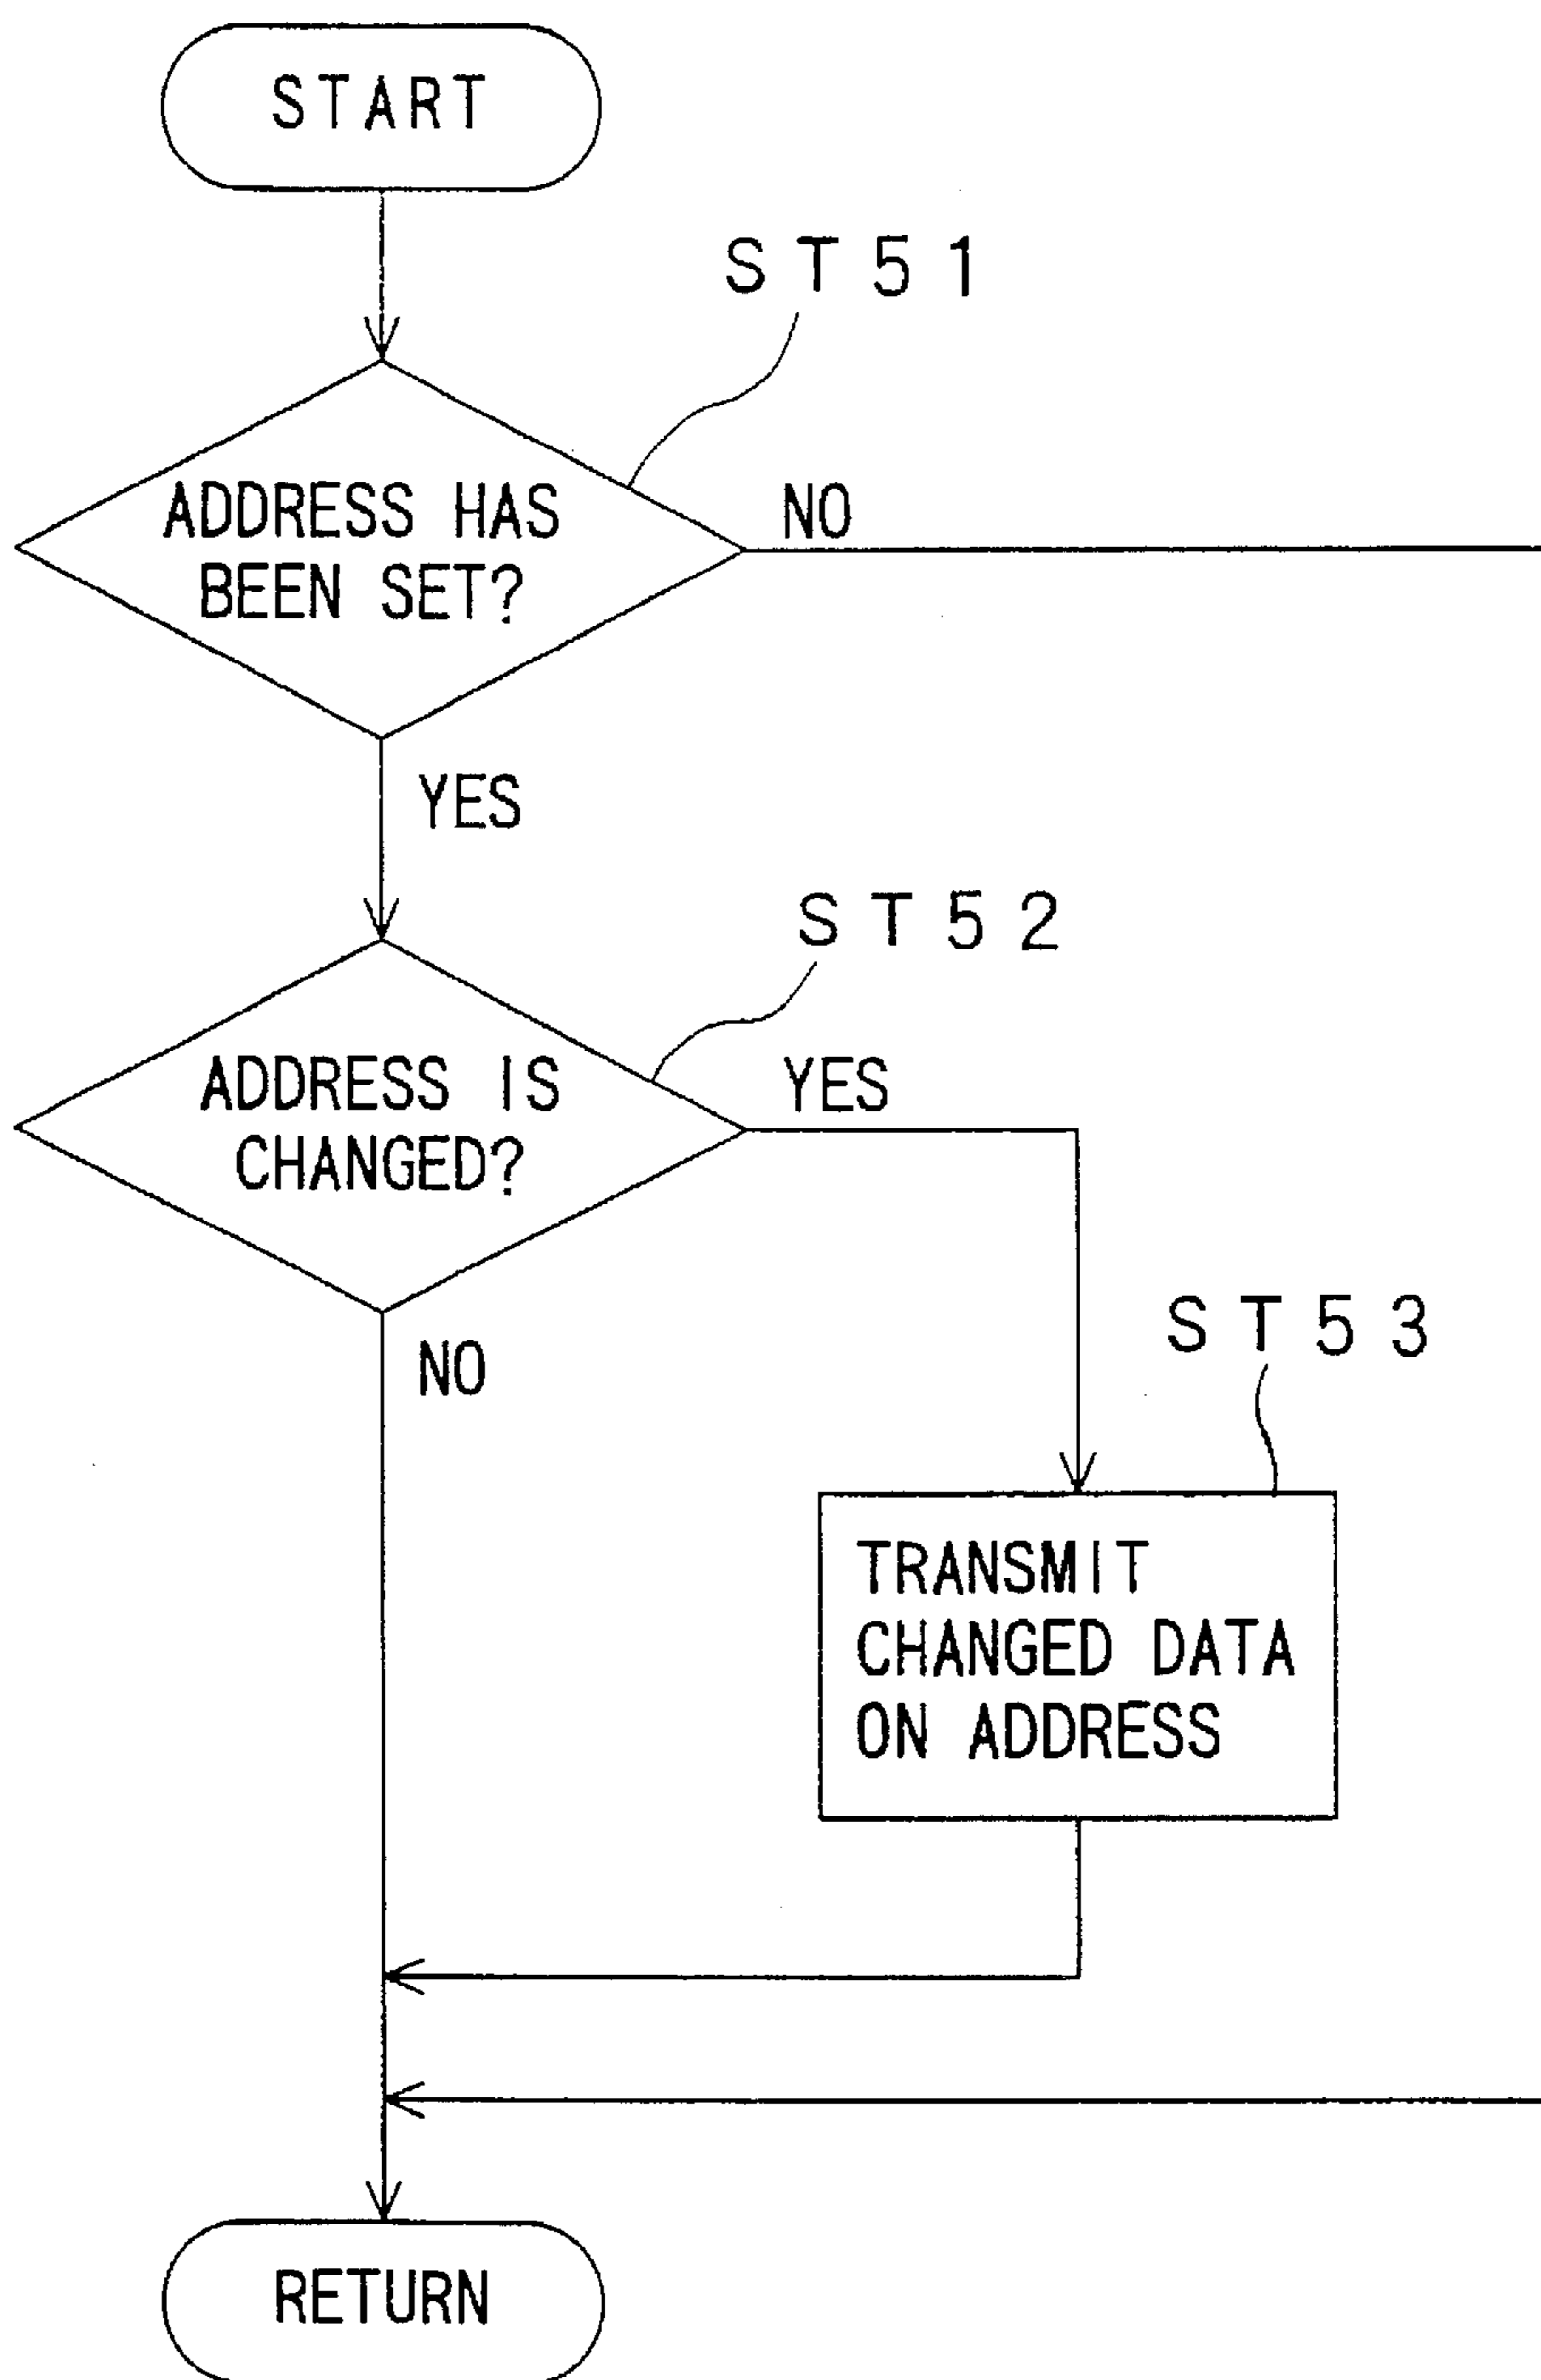 START
ST51
ADDRESS HAS
BEEN SET?
NO
YES
ST52
ADDRESS IS
CHANGED?
YES
NO
ST53
TRANSMIT
CHANGED DATA
ON ADDRESS
RETURN